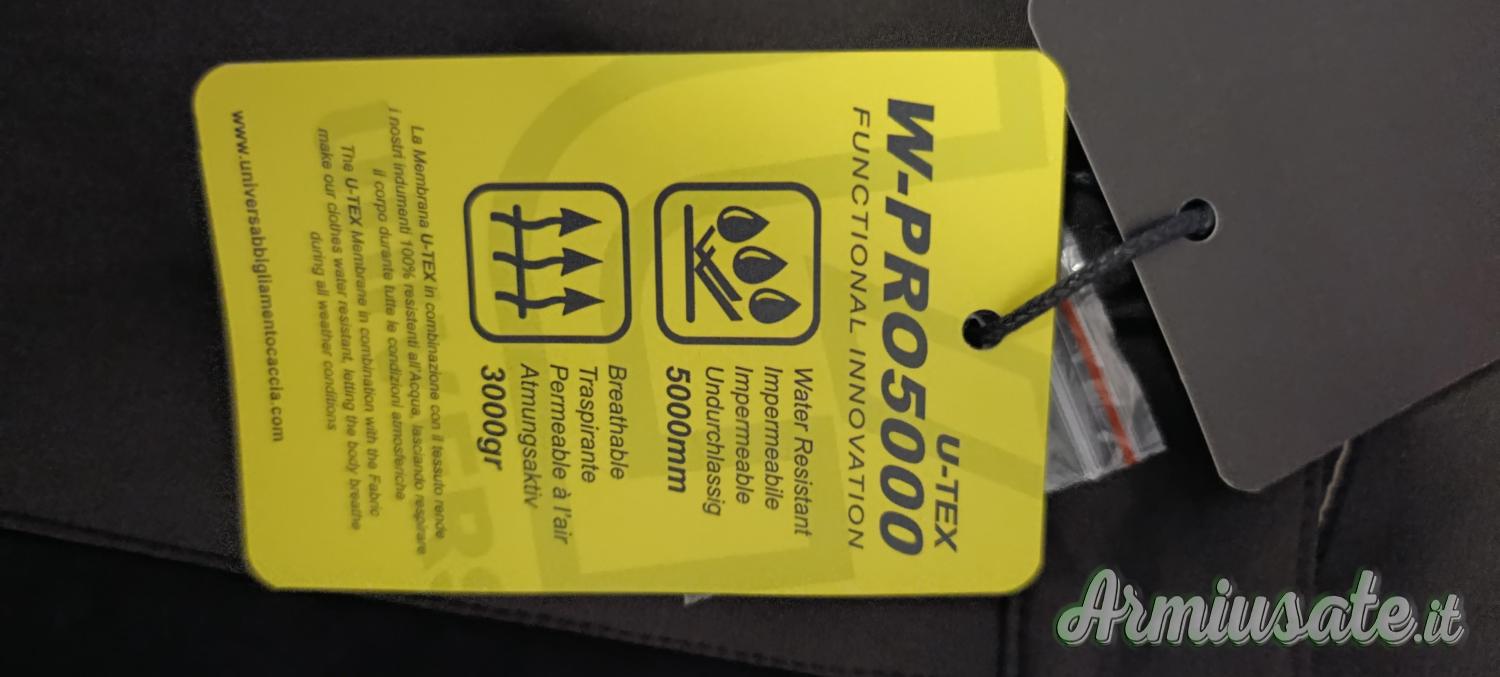 U-TEX
W-PRO5000
FUNCTIONAL INNOVATION
Water Resistant
Impermeabile
Impermeable
Undurchlassig
5000mm
Breathable
Traspirante
Permeable à l'air
Atmungsaktiv
3000gr
La Membrana U-TEX in combinazione con il tessuto rende
i nostri indumenti 100% resistenti all'Acqua, lasciando respirare
il corpo durante tutte le condizioni atmosferiche
The U-TEX Membrane in combination with the Fabric
make our clothes water resistant, letting the body breathe
during all weather conditions
www.universabbigliamentocaccia.com
Armiusate.it